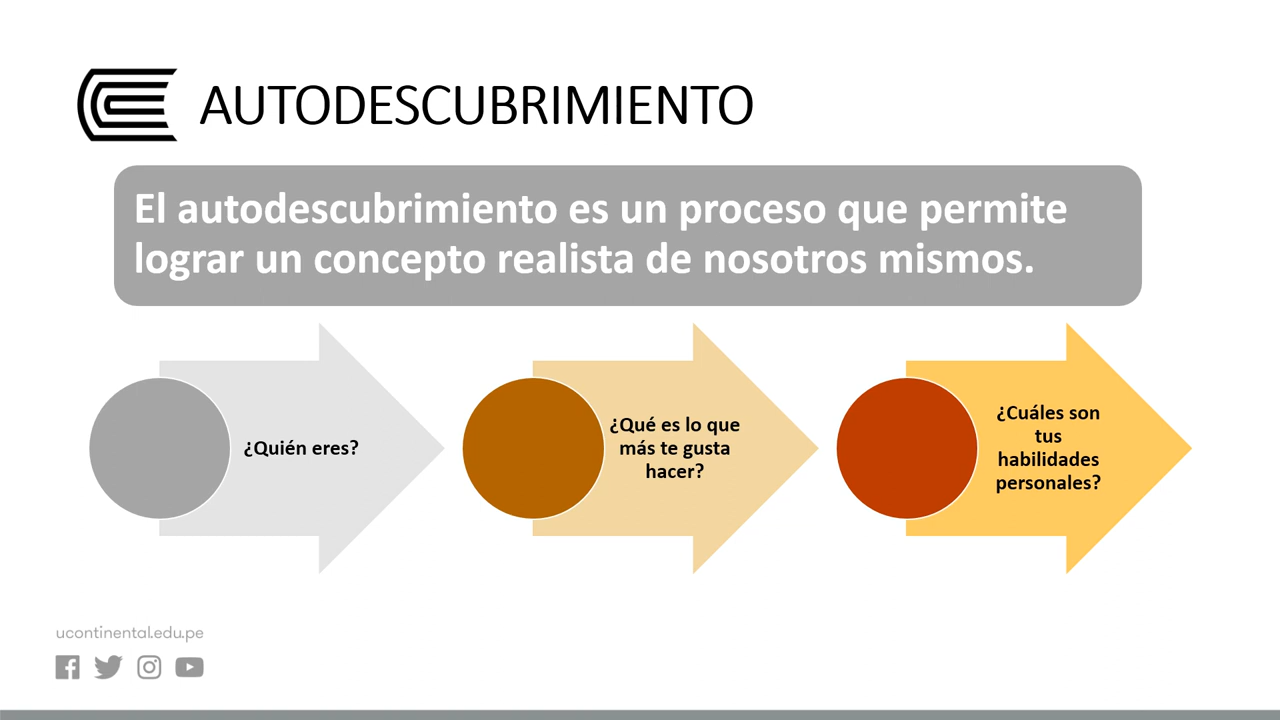 AUTODESCUBRIMIENTO
El autodescubrimiento es un proceso que permite
lograr un concepto realista de nosotros mismos.
¿Quién eres?
¿Qué es lo que
más te gusta
hacer?
¿Cuáles son
tus
habilidades
personales?
ucontinental.edu.pe